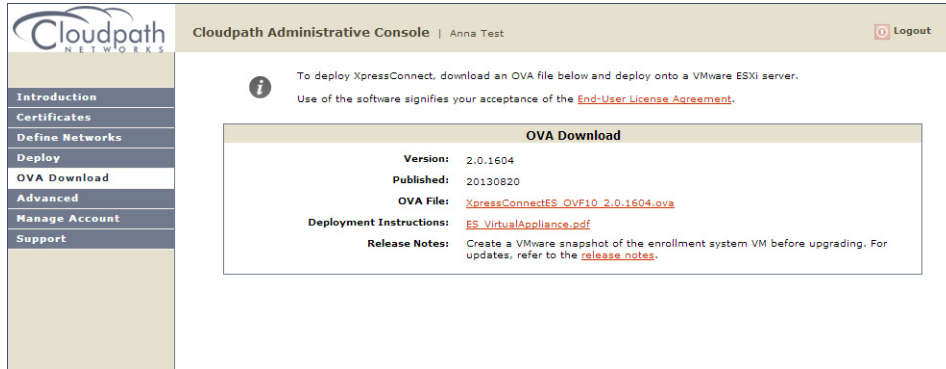 Cloudpath
NETWORKS
Cloudpath Administrative Console | Anna Test
Logout
Introduction
Certificates
Define Networks
Deploy
OVA Download
Advanced
Manage Account
Support
To deploy XpressConnect, download an OVA file below and deploy onto a VMware ESXi server.
Use of the software signifies your acceptance of the End-User License Agreement.
OVA Download
Version: 2.0.1604
Published: 20130820
OVA File: XpressConnectES_OVF10_2.0.1604.ova
Deployment Instructions: ES_VirtualAppliance.pdf
Release Notes: Create a VMware snapshot of the enrollment system VM before upgrading. For
updates, refer to the release notes.